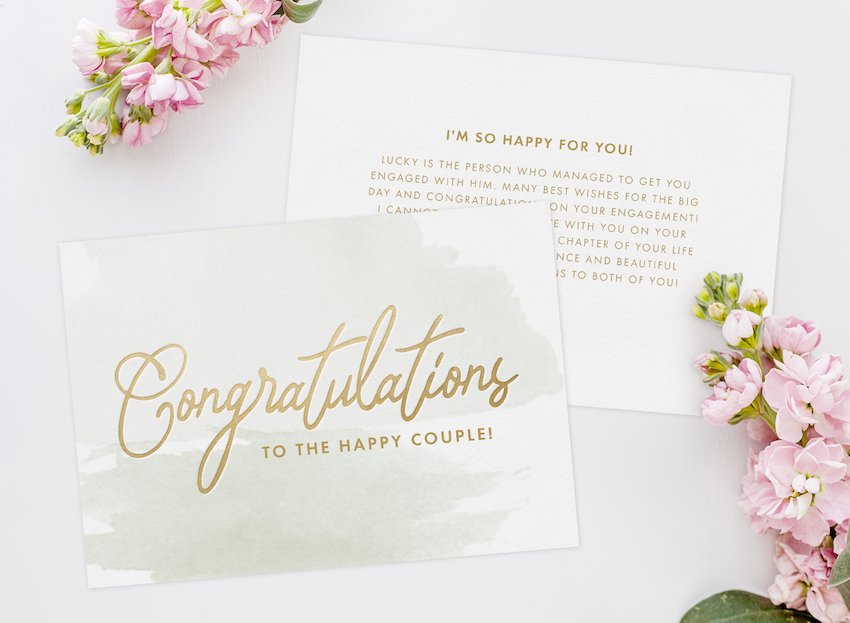 I'M SO HAPPY FOR YOU!
LUCKY IS THE PERSON WHO MANAGED TO GET YOU
ENGAGED WITH HIM. MANY BEST WISHES FOR THE BIG
DAY AND CONGRATULATIONS ON YOUR ENGAGEMENT!
I CANNOT WITH YOU ON YOUR
CHAPTER OF YOUR LIFE
AND BEAUTIFUL
TO BOTH OF YOU!
Congratulations
TO THE HAPPY COUPLE!